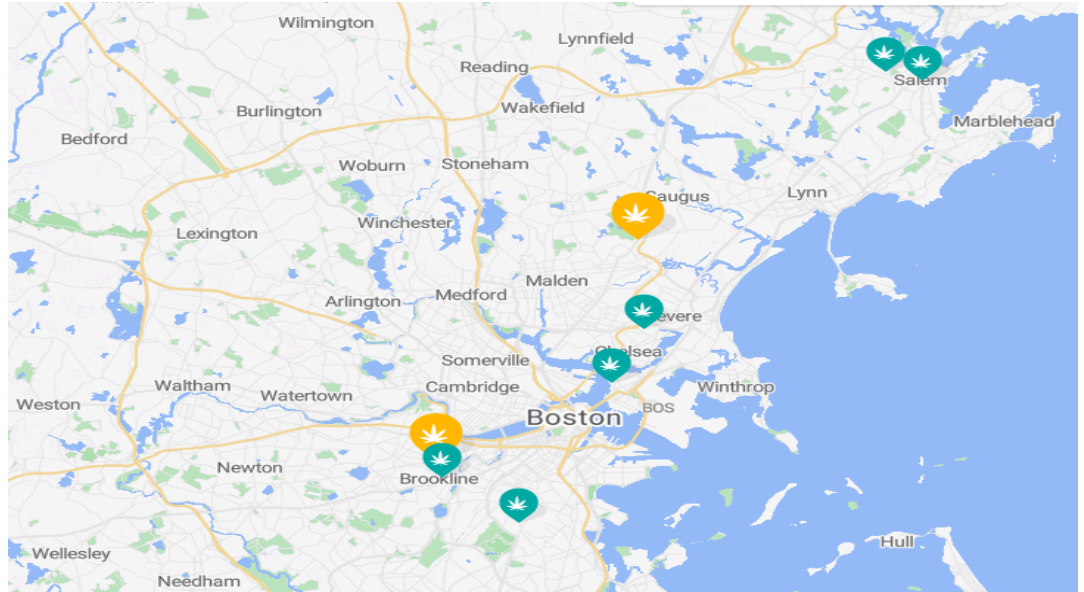 Wilmington
Lynnfield
Reading
Salem
Wakefield
Burlington
Marblehead
Bedford
Woburn
Stoneham
Lynn
Saugus
Winchester
Lexington
Malden
Medford
Arlington
evere
Chelsea
Somerville
Waltham
Cambridge
Winthrop
Watertown
Weston
BOS
Boston
Newton
Brookline
Hull
Wellesley
Needham